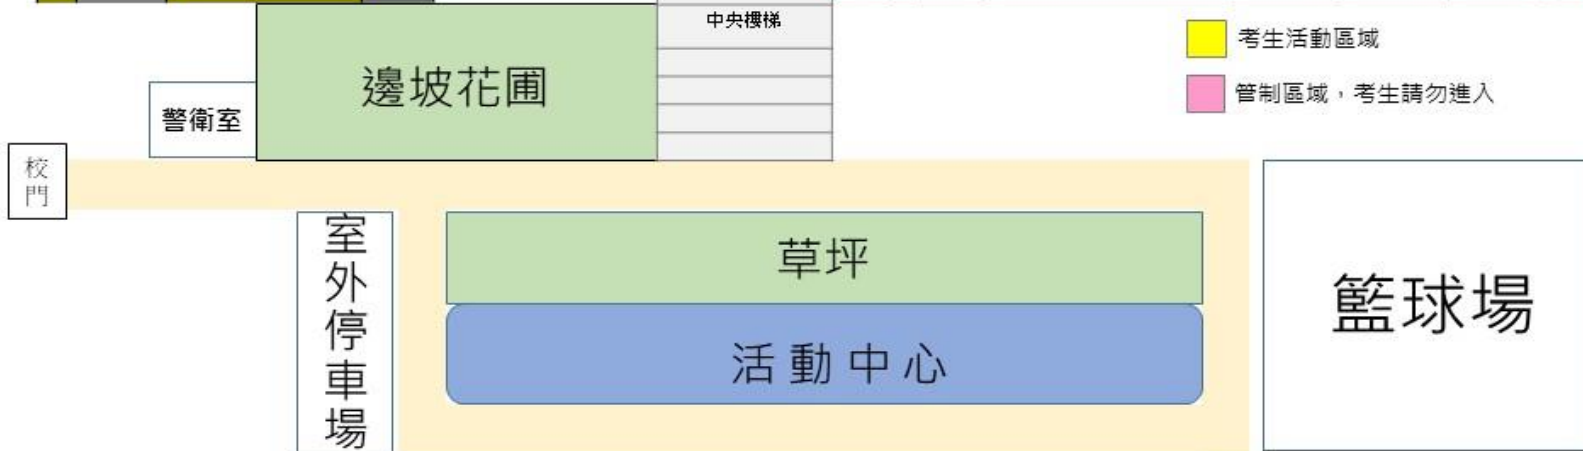 中央樓梯
考生活動區域
邊坡花圃
管制區域，考生請勿進入
警衛室
校門
室外停車場
草坪
籃球場
活動中心